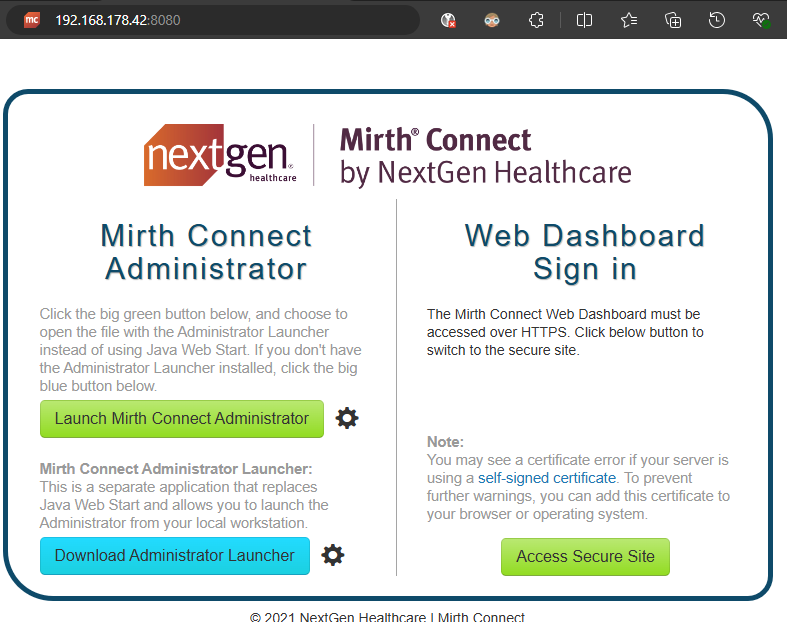 mc
192.168.178.42:8080
nextgen®
healthcare
Mirth® Connect
by NextGen Healthcare
Mirth Connect
Administrator
Click the big green button below, and choose to
open the file with the Administrator Launcher
instead of using Java Web Start. If you don't have
the Administrator Launcher installed, click the big
blue button below.
Launch Mirth Connect Administrator
Mirth Connect Administrator Launcher:
This is a separate application that replaces
Java Web Start and allows you to launch the
Administrator from your local workstation.
Download Administrator Launcher
Web Dashboard
Sign in
The Mirth Connect Web Dashboard must be
accessed over HTTPS. Click below button to
switch to the secure site.
Note:
You may see a certificate error if your server is
using a self-signed certificate. To prevent
further warnings, you can add this certificate to
your browser or operating system.
Access Secure Site
© 2021 NextGen Healthcare | Mirth Connect